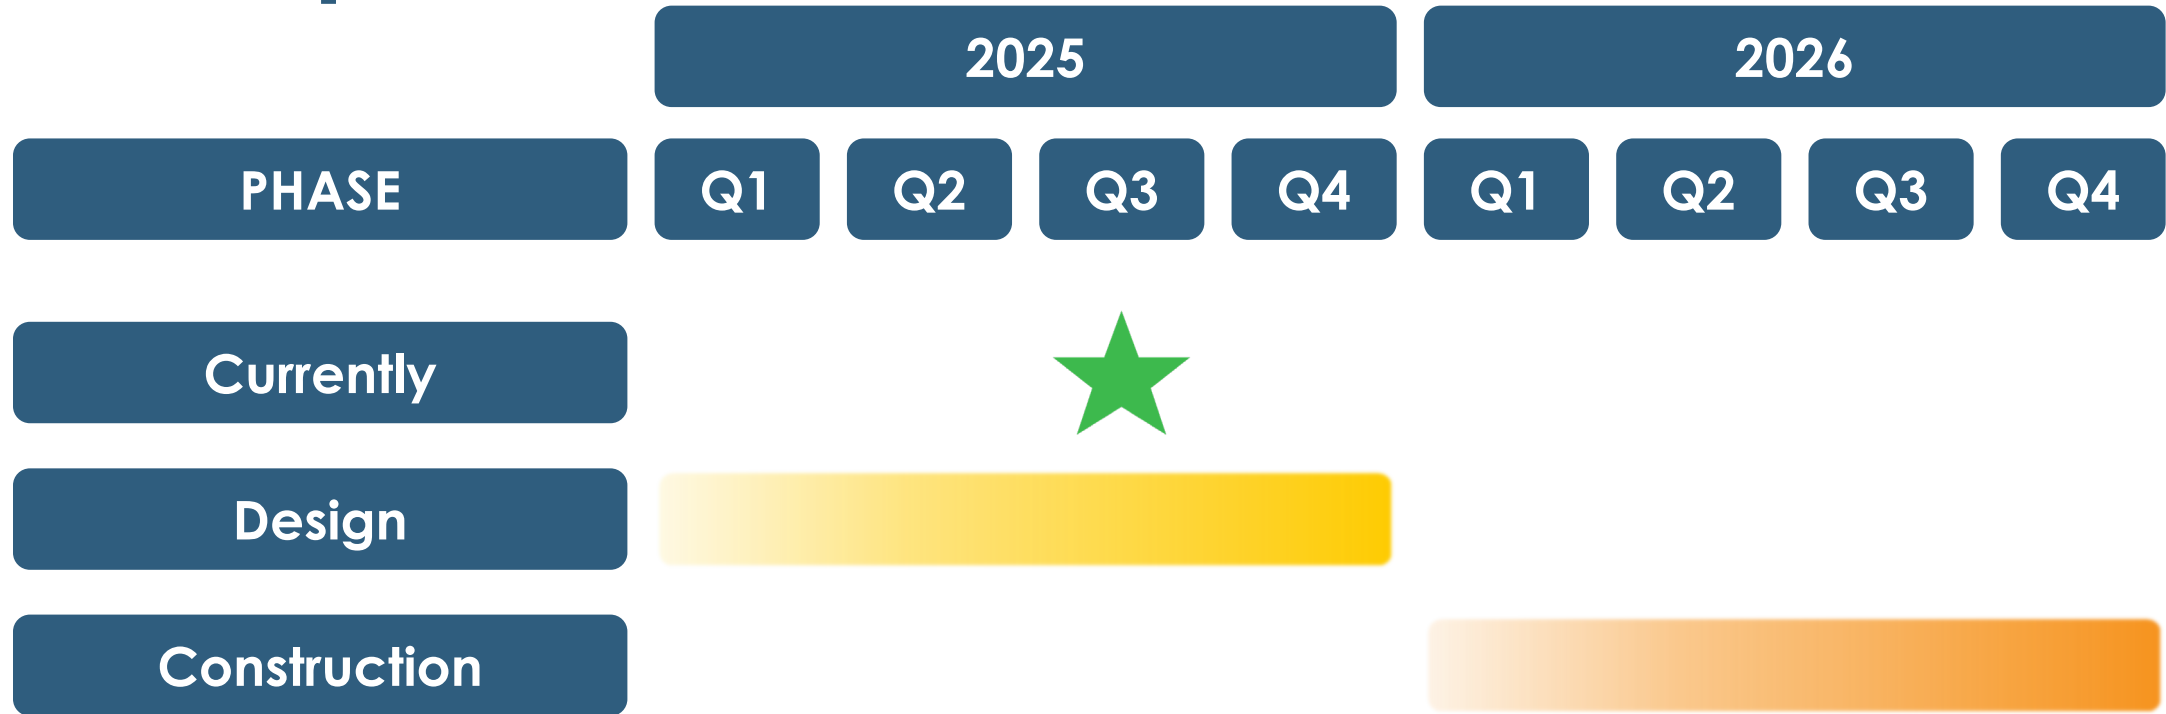 2025 2026
PHASE Q1 Q2 Q3 Q4 Q1 Q2 Q3 Q4
Currently
Design
Construction